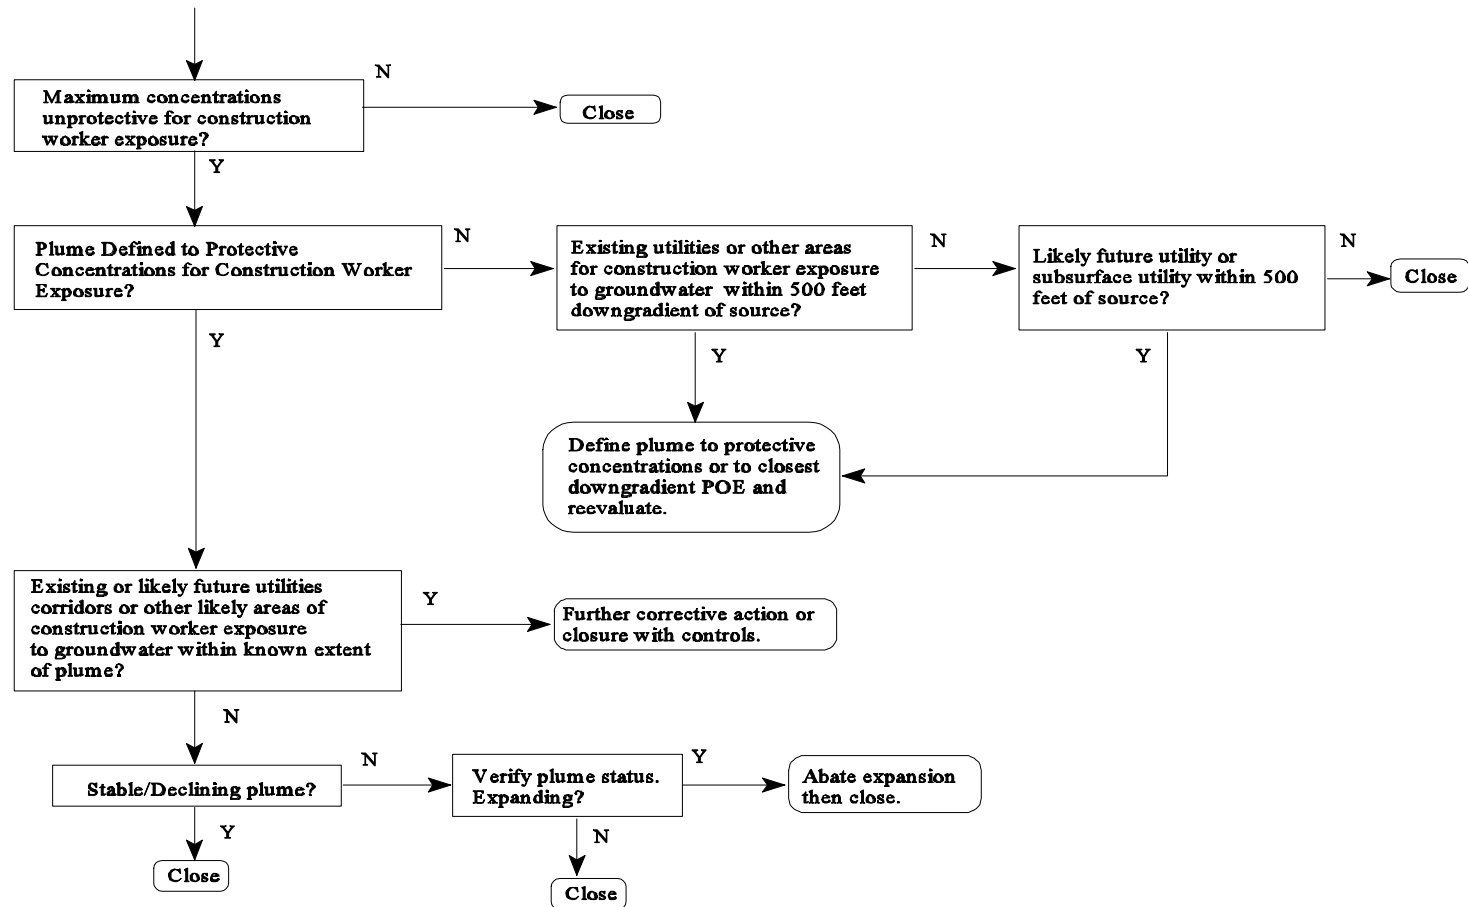 N
Maximum concentrations
unprotective for construction
worker exposure?
Close
Y
Plume Defined to Protective
Concentrations for Construction Worker
Exposure?
N
Existing utilities or other areas
for construction worker exposure
to groundwater within 500 feet
downgradient of source?
N
Likely future utility or
subsurface utility within 500
feet of source?
N
Close
Y
Y
Y
Define plume to protective
concentrations or to closest
downgradient POE and
reevaluate.
Existing or likely future utilities
corridors or other likely areas of
construction worker exposure
to groundwater within known extent
of plume?
Y
Further corrective action or
closure with controls.
N
Stable/Declining plume?
N
Verify plume status.
Expanding?
Y
Abate expansion
then close.
Y
Close
N
Close